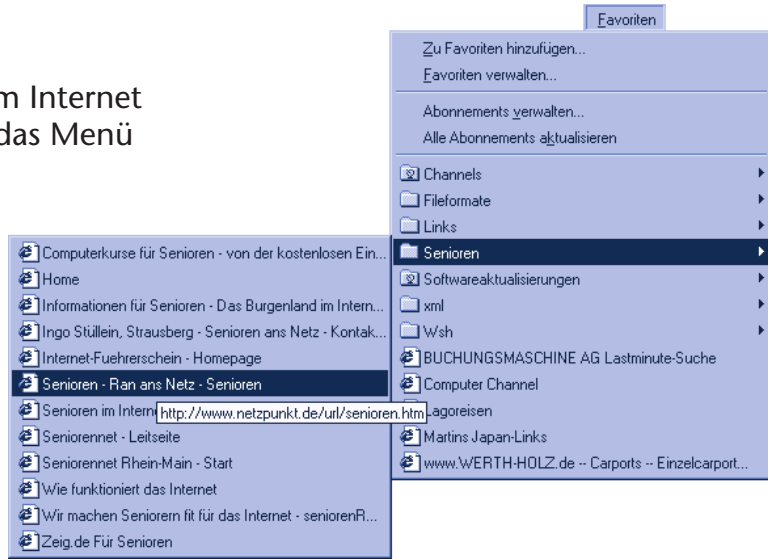 Favoriten
Zu Favoriten hinzufügen...
Favoriten verwalten...
m Internet
das Menü
Abonnements verwalten...
Alle Abonnements aktualisieren
Channels
Fileformate
Links
Senioren
Softwareaktualisierungen
xml
Wsh
BUCHUNGSMASCHINE AG Lastminute-Suche
Computer Channel
Lagoreisen
Martins Japan-Links
www.WERTH-HOLZ.de -- Carports -- Einzelcarport...
Computerkurse für Senioren - von der kostenlosen Ein...
Home
Informationen für Senioren - Das Burgenland im Intern...
Ingo Stüllein, Strausberg - Senioren ans Netz - Kontak...
Internet-Fuehrerschein - Homepage
Senioren - Ran ans Netz - Senioren
Senioren im Interne
http://www.netzpunkt.de/url/senioren.htm
Seniorennet - Leitseite
Seniorennet Rhein-Main - Start
Wie funktioniert das Internet
Wir machen Seniorern fit für das Internet - seniorenR...
Zeig.de Für Senioren